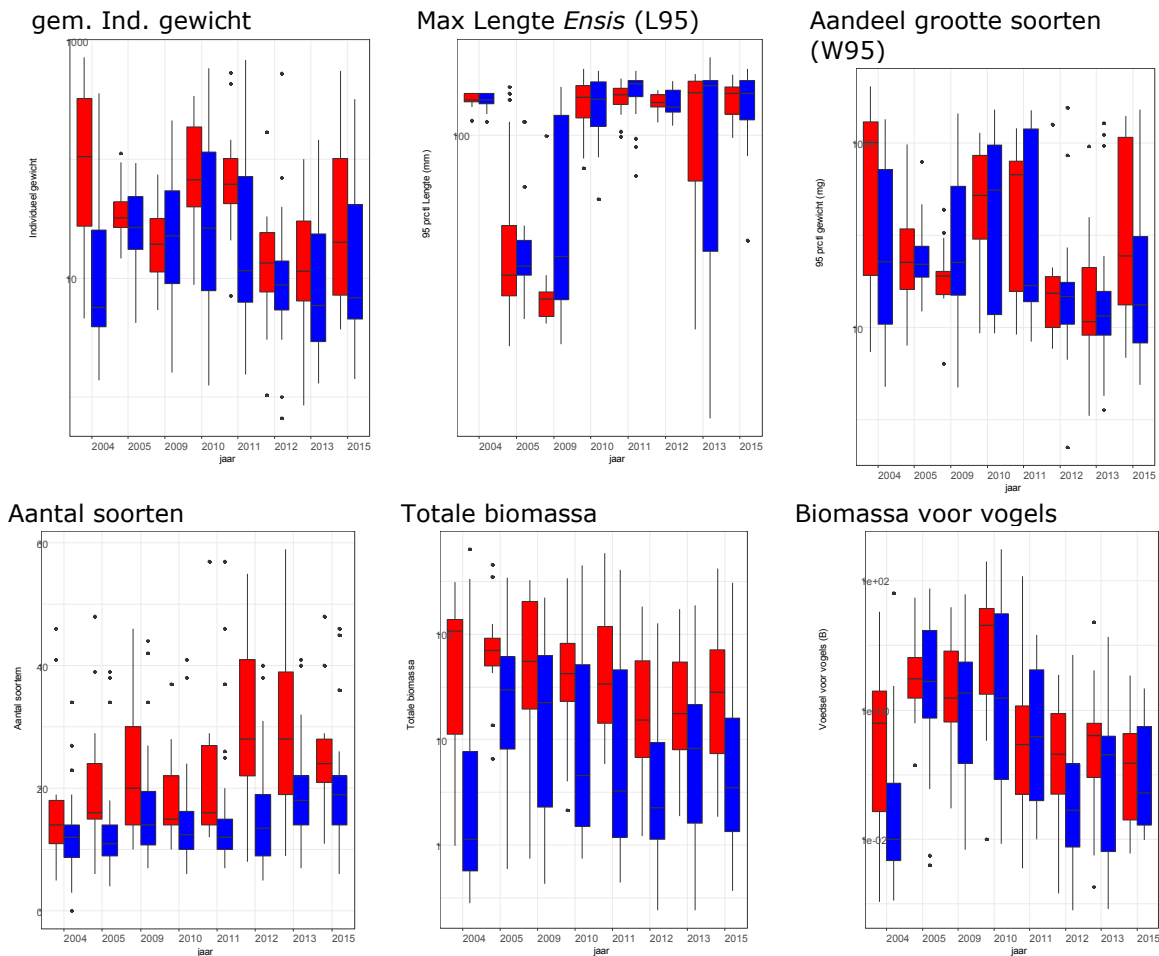 gem. Ind. gewicht
1000
Individueel gewicht
10
2004 2005 2009 2010 2011 2012 2013 2015
jaar
Max Lengte Ensis (L95)
95 prctl Lengte (mm)
100
2004 2005 2009 2010 2011 2012 2013 2015
jaar
Aandeel grootte soorten
(W95)
95 prctl gewicht (mg)
10
2004 2005 2009 2010 2011 2012 2013 2015
jaar
Aantal soorten
60
40
20
0
Aantal soortem
2004 2005 2009 2010 2011 2012 2013 2015
jaar
Totale biomassa
Totale biomassa
10
1
2004 2005 2009 2010 2011 2012 2013 2015
jaar
Biomassa voor vogels
1e+02
1e+00
1e-02
Voedsel voor vogels (B)
2004 2005 2009 2010 2011 2012 2013 2015
jaar